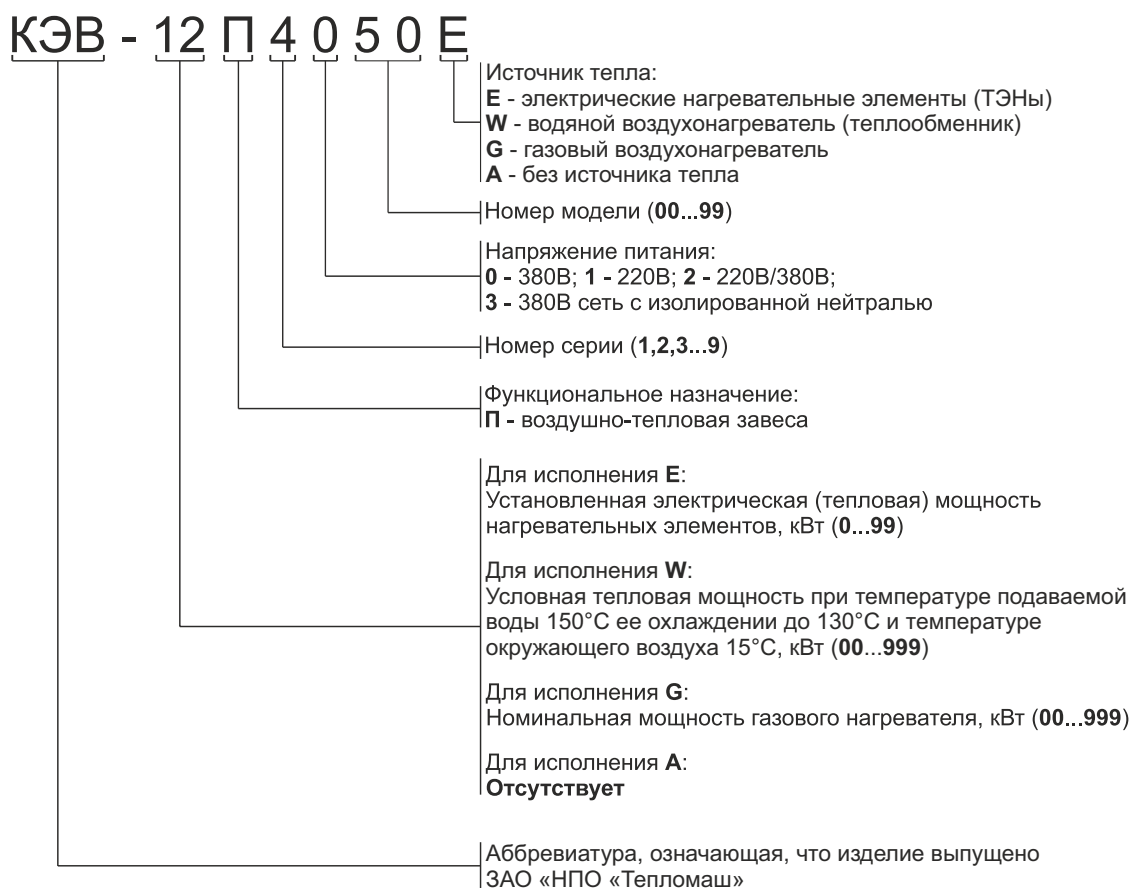 КЭВ - 12 П 4 0 5 0 Е
Источник тепла:
Е - электрические нагревательные элементы (ТЭНы)
W - водяной воздухонагреватель (теплообменник)
G - газовый воздухонагреватель
А - без источника тепла
Номер модели (00...99)
Напряжение питания:
0 - 380В; 1 - 220В; 2 - 220В/380В;
3 - 380В сеть с изолированной нейтралью
Номер серии (1,2,3...9)
Функциональное назначение:
П - воздушно-тепловая завеса
Для исполнения Е:
Установленная электрическая (тепловая) мощность
нагревательных элементов, кВт (0...99)
Для исполнения W:
Условная тепловая мощность при температуре подаваемой
воды 150°С ее охлаждении до 130°С и температуре
окружающего воздуха 15°С, кВт (00...999)
Для исполнения G:
Номинальная мощность газового нагревателя, кВт (00...999)
Для исполнения А:
Отсутствует
Аббревиатура, означающая, что изделие выпущено
ЗАО «НПО «Тепломаш»